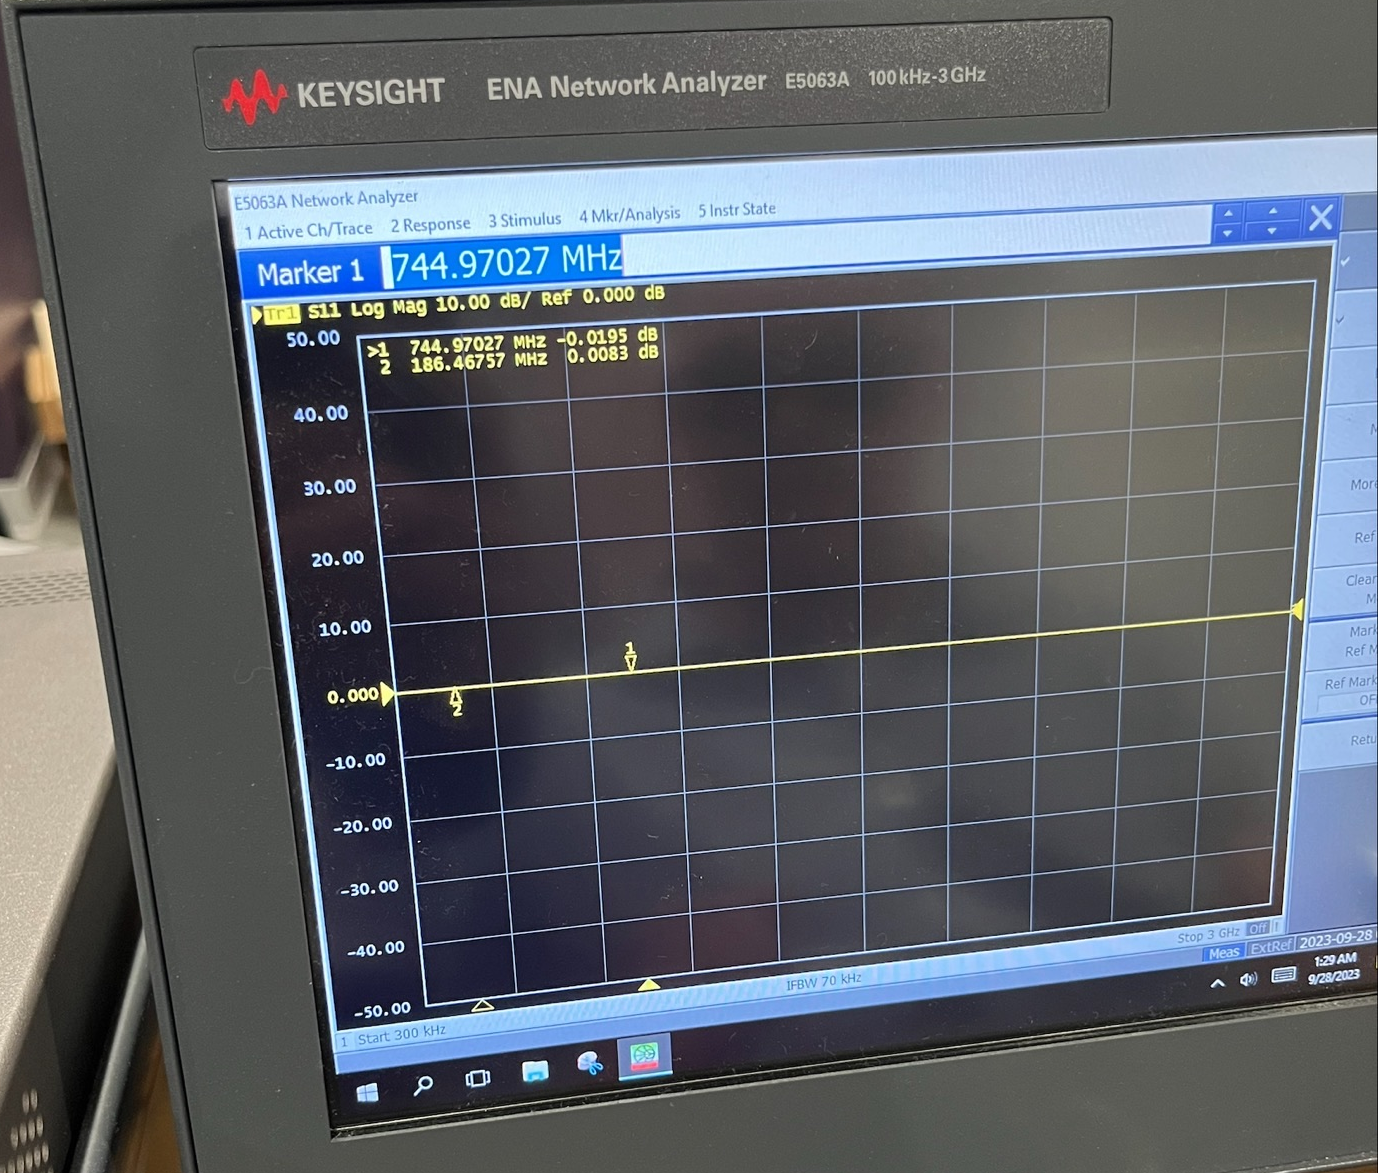 KEYSIGHT ENA Network Analyzer E5063A 100 kHz-3 GHz
E5063A Network Analyzer
1 Active Ch/Trace 2 Response 3 Stimulus 4 Mkr/Analysis 5 Instr State
Marker 1 744.97027 MHz
Tr1 S11 Log Mag 10.00 dB/ Ref 0.000 dB
50.00
>1 744.97027 MHz -0.0195 dB
2 186.46757 MHz 0.0083 dB
40.00
30.00
20.00
10.00
1
0.000
2
-10.00
-20.00
-30.00
-40.00
-50.00
More
Ref
Clear
M
Mark
Ref M
Ref Mark
OF
Retu
1 Start 300 kHz
IFBW 70 kHz
Stop 3 GHz Off
Meas ExtRef 2023-09-28
1:29 AM
9/28/2023